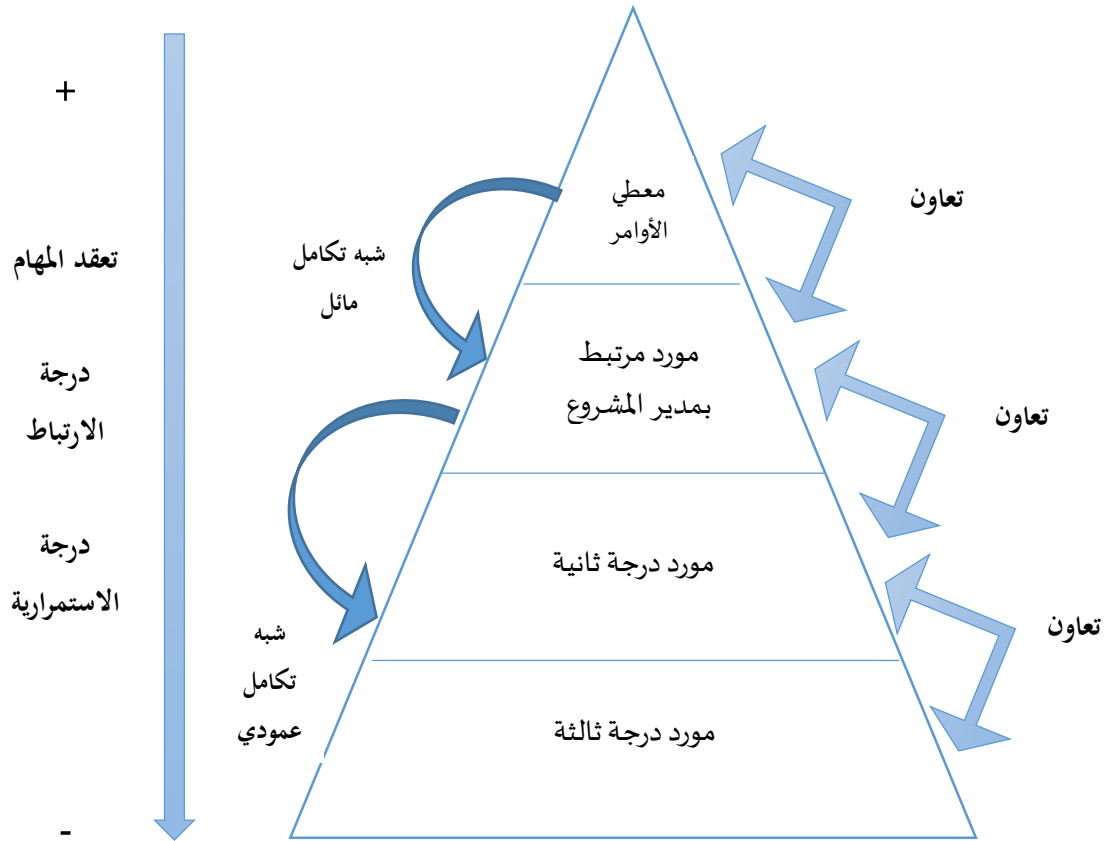 +
تعاون
معطي
الأوامر
شبه تكامل
مائل
تعقد المهام
مورد مرتبط
بمدير المشروع
درجة
الارتباط
تعاون
مورد درجة ثانية
درجة
الاستمرارية
تعاون
شبه
تكامل
عمودي
مورد درجة ثالثة
-